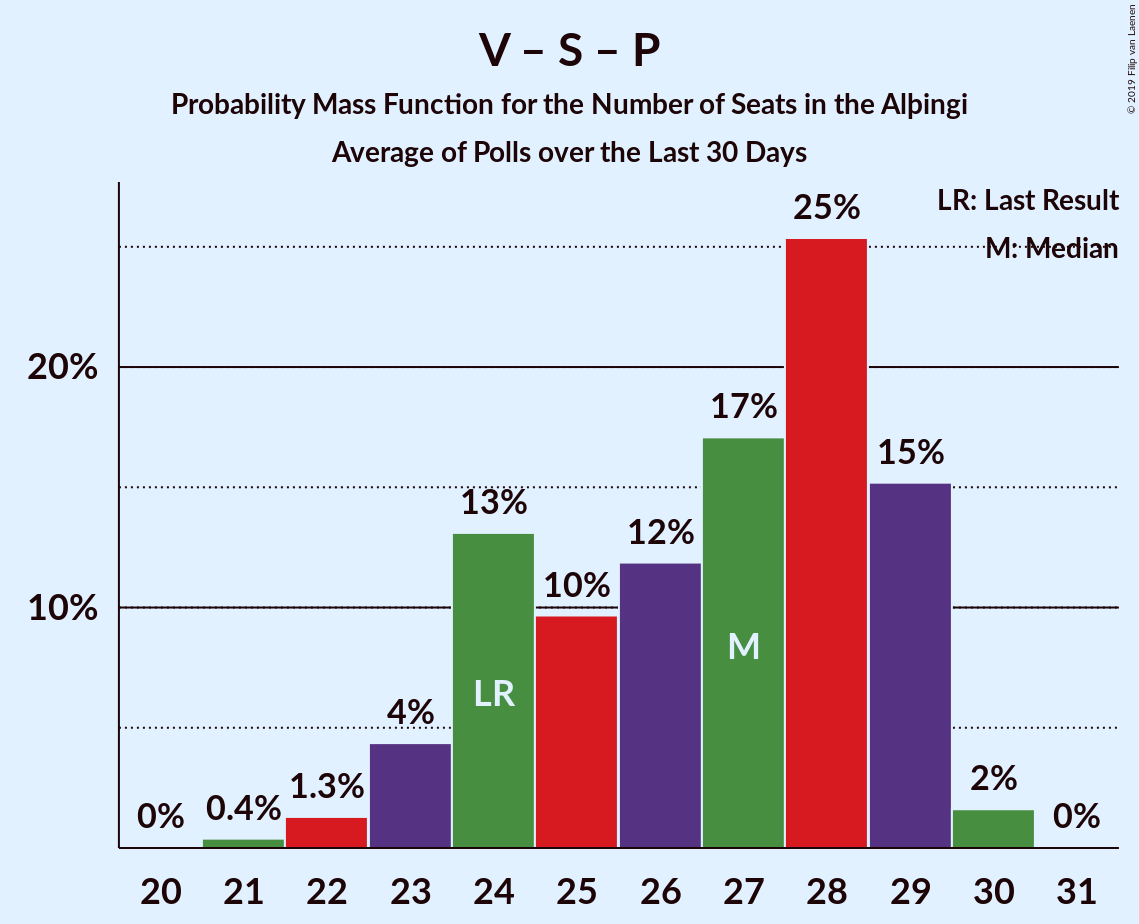 V – S – P
Probability Mass Function for the Number of Seats in the Alþingi
Average of Polls over the Last 30 Days
© 2019 Filip van Laenen
LR: Last Result
M: Median
20%
10%
0%
0.4%
1.3%
4%
13%
10%
12%
17%
25%
15%
2%
0%
LR
M
20 21 22 23 24 25 26 27 28 29 30 31